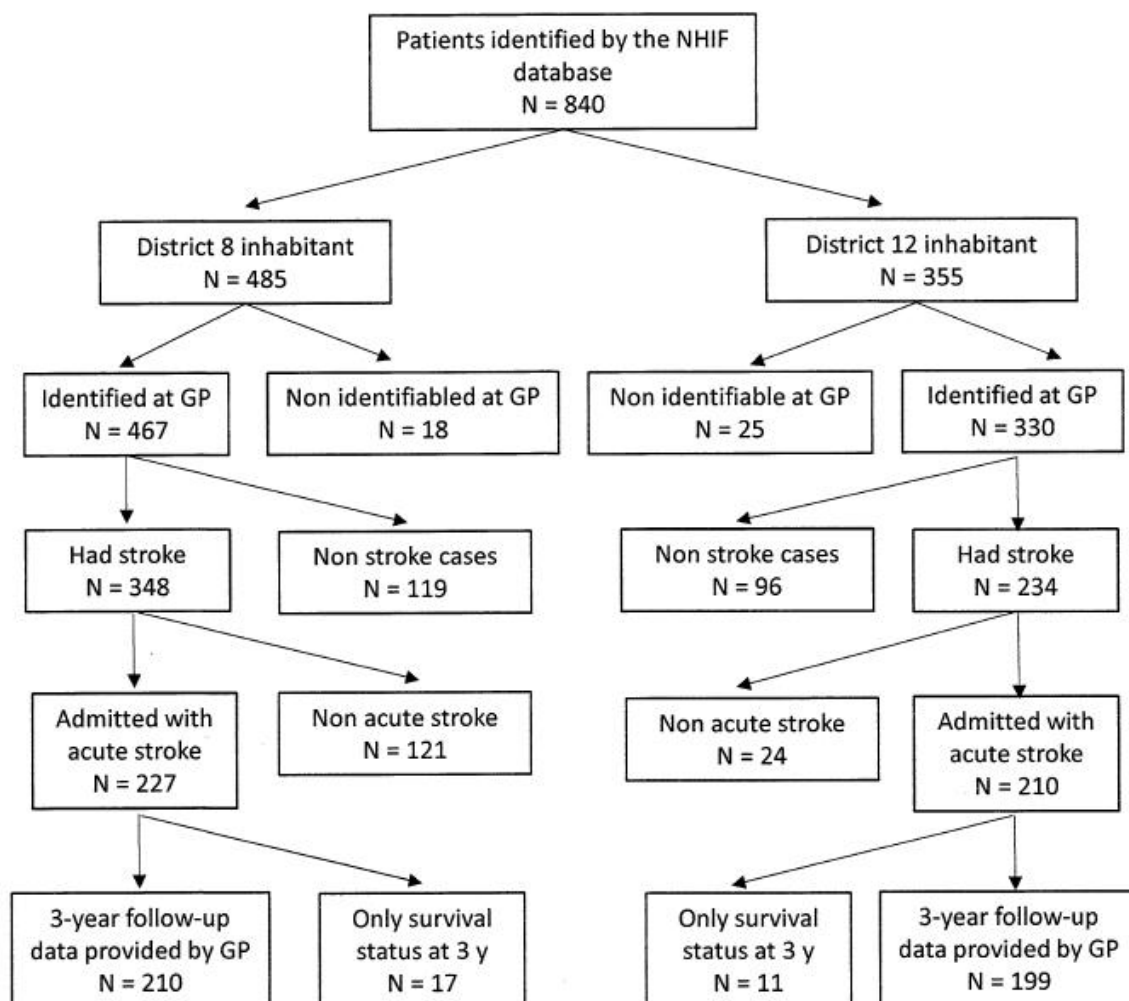 Patients identified by the NHIF
database
N = 840
District 8 inhabitant
N = 485
District 12 inhabitant
N = 355
Identified at GP
N = 467
Non identifiabled at GP
N = 18
Non identifiable at GP
N = 25
Identified at GP
N = 330
Had stroke
N = 348
Non stroke cases
N = 119
Non stroke cases
N = 96
Had stroke
N = 234
Admitted with
acute stroke
N = 227
Non acute stroke
N = 121
Non acute stroke
N = 24
Admitted with
acute stroke
N = 210
3-year follow-up
data provided by GP
N = 210
Only survival
status at 3 y
N = 17
Only survival
status at 3 y
N = 11
3-year follow-up
data provided by GP
N = 199